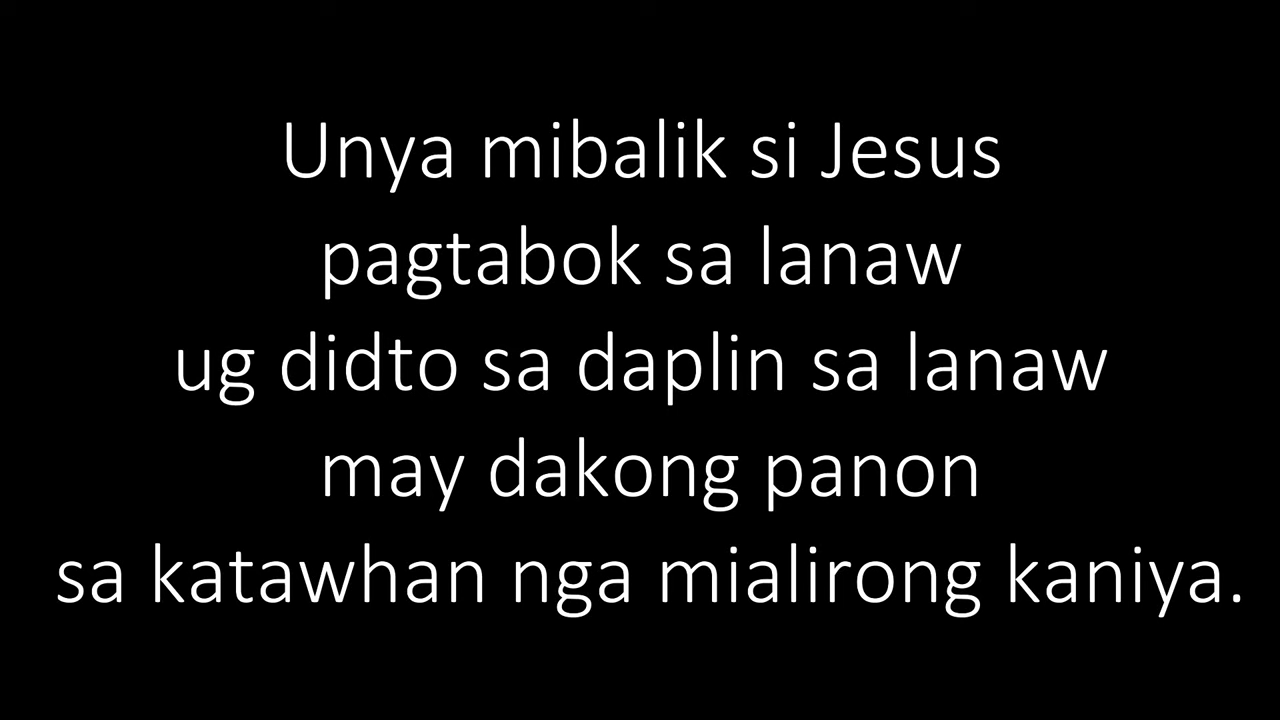 Unya mibalik si Jesus
pagtabok sa lanaw
ug didto sa daplin sa lanaw
may dakong panon
sa katawhan nga mialirong kaniya.